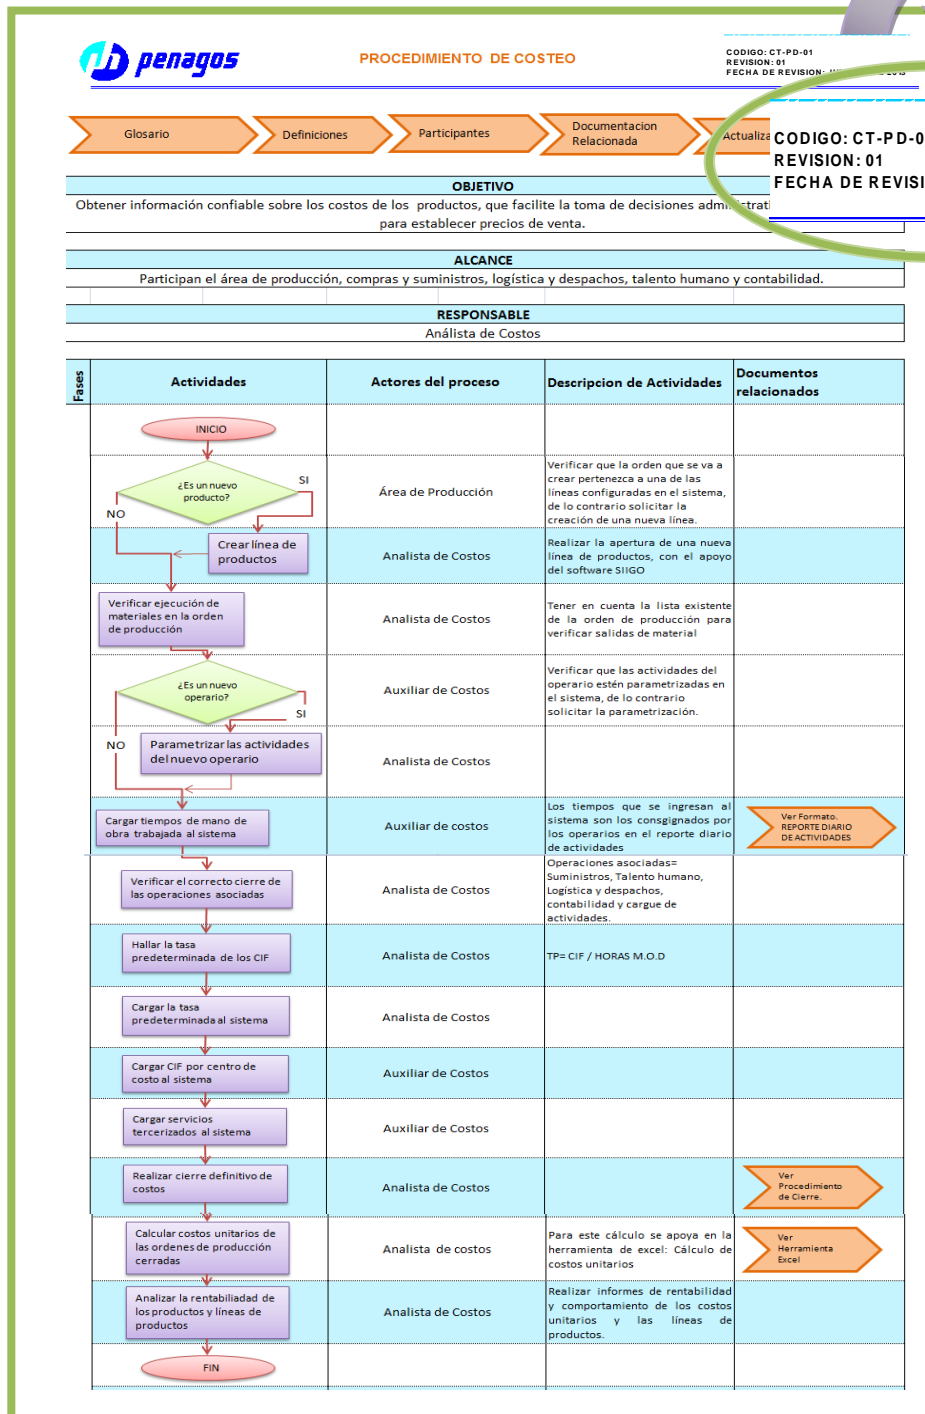 penagos
PROCEDIMIENTO DE COSTEO
CODIGO: CT-PD-01
REVISION: 01
FECHA DE REVISION:
Glosario
Definiciones
Participantes
Documentacion
Relacionada
Actualiza
CODIGO: CT-PD-0
REVISION: 01
FECHA DE REVISI
OBJETIVO
Obtener información confiable sobre los costos de los productos, que facilite la toma de decisiones administrati
para establecer precios de venta.
ALCANCE
Participan el área de producción, compras y suministros, logística y despachos, talento humano y contabilidad.
RESPONSABLE
Análista de Costos
Fases
Actividades
Actores del proceso
Descripcion de Actividades
Documentos
relacionados
INICIO
¿Es un nuevo
producto?
SI
NO
Área de Producción
Verificar que la orden que se va a
crear pertenezca a una de las
líneas configuradas en el sistema,
de lo contrario solicitar la
creación de una nueva línea.
Crear línea de
productos
Analista de Costos
Realizar la apertura de una nueva
línea de productos, con el apoyo
del software SIIGO
Verificar ejecución de
materiales en la orden
de producción
Analista de Costos
Tener en cuenta la lista existente
de la orden de producción para
verificar salidas de material
¿Es un nuevo
operario?
SI
NO
Auxiliar de Costos
Verificar que las actividades del
operario estén parametrizadas en
el sistema, de lo contrario
solicitar la parametrización.
Parametrizar las actividades
del nuevo operario
Analista de Costos
Cargar tiempos de mano de
obra trabajada al sistema
Auxiliar de costos
Los tiempos que se ingresan al
sistema son los consgignados por
los operarios en el reporte diario
de actividades
Ver Formato.
REPORTE DIARIO
DE ACTIVIDADES
Verificar el correcto cierre de
las operaciones asociadas
Analista de Costos
Operaciones asociadas=
Suministros, Talento humano,
Logística y despachos,
contabilidad y cargue de
actividades.
Hallar la tasa
predeterminada de los CIF
Analista de Costos
TP= CIF / HORAS M.O.D
Cargar la tasa
predeterminada al sistema
Analista de Costos
Cargar CIF por centro de
costo al sistema
Auxiliar de Costos
Cargar servicios
tercerizados al sistema
Auxiliar de Costos
Realizar cierre definitivo de
costos
Analista de Costos
Ver
Procedimiento
de Cierre.
Calcular costos unitarios de
las ordenes de producción
cerradas
Analista de costos
Para este cálculo se apoya en la
herramienta de excel: Cálculo de
costos unitarios
Ver
Herramienta
Excel
Analizar la rentabiliadad de
los productos y líneas de
productos
Analista de Costos
Realizar informes de rentabilidad
y comportamiento de los costos
unitarios y las líneas de
productos.
FIN